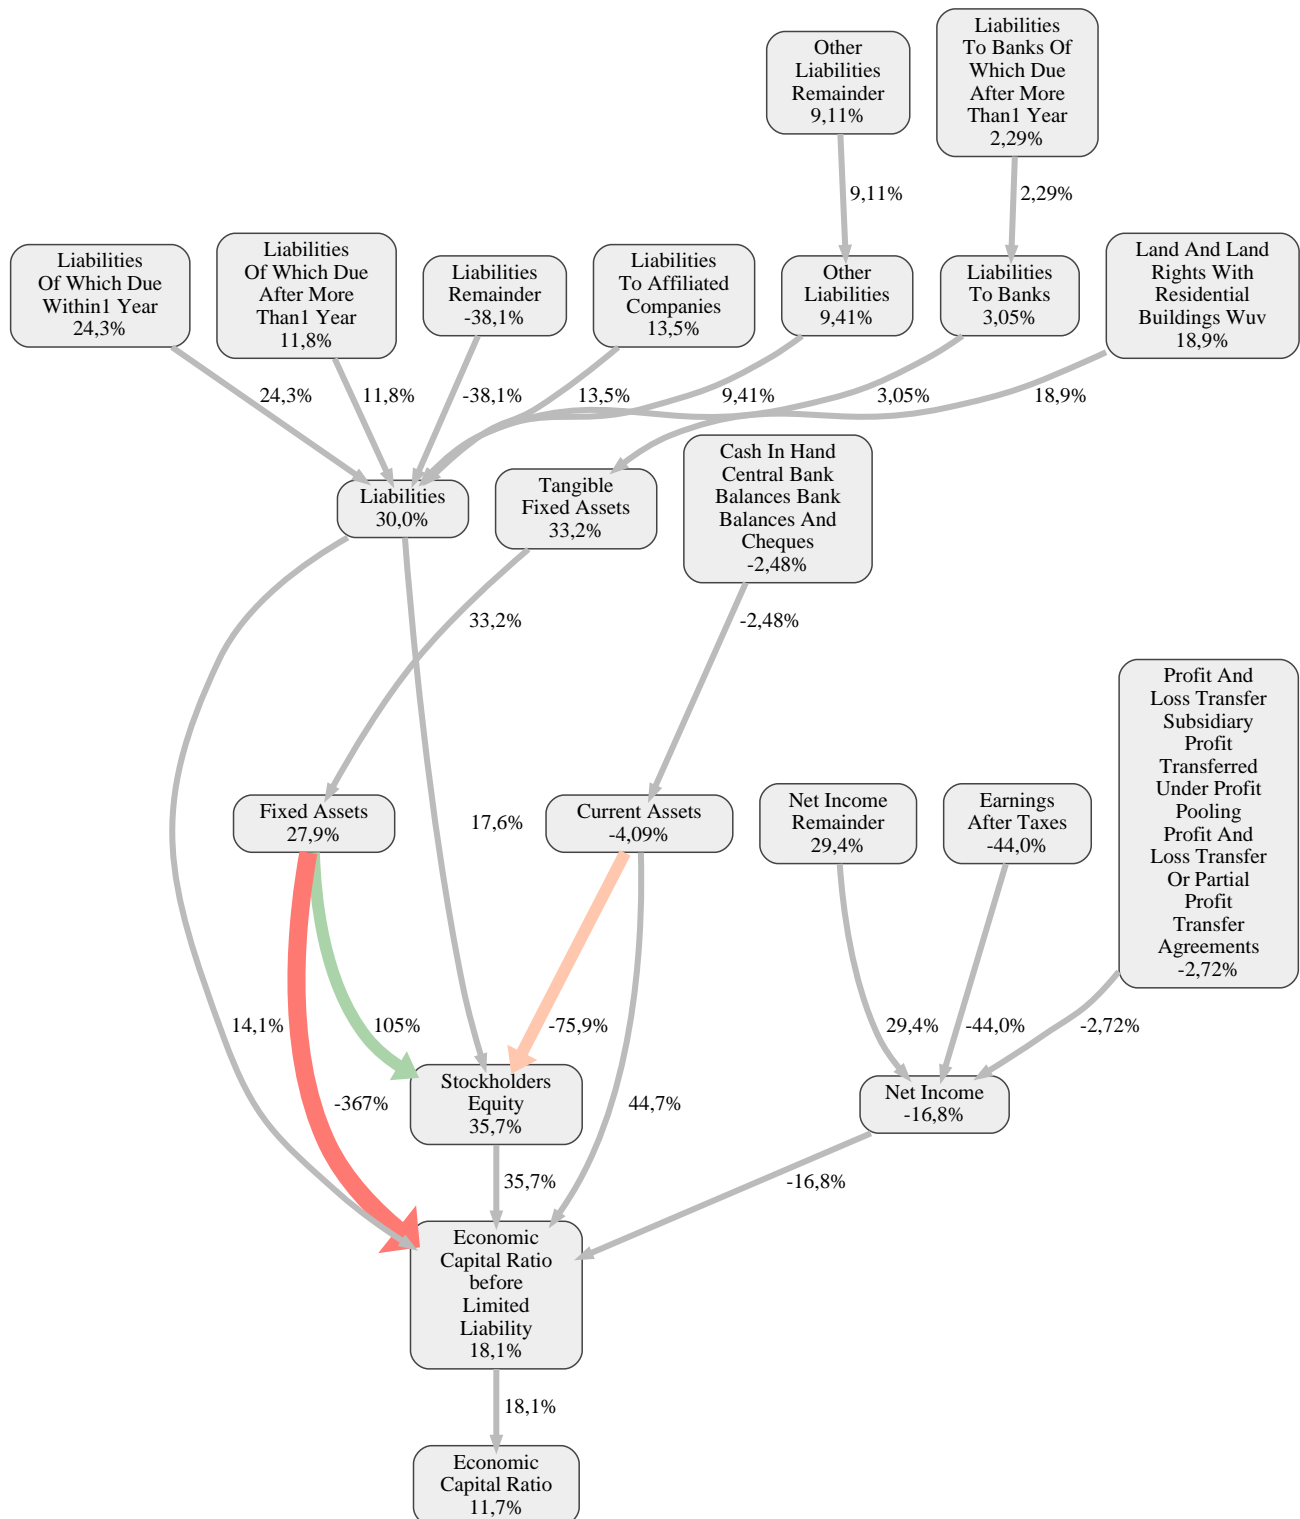 Other
Liabilities
Remainder
9,11%
Liabilities
To Banks Of
Which Due
After More
Than1 Year
2,29%
9,11%
2,29%
Liabilities
Of Which Due
Within1 Year
24,3%
Liabilities
Of Which Due
After More
Than1 Year
11,8%
Liabilities
Remainder
-38,1%
Liabilities
To Affiliated
Companies
13,5%
Other
Liabilities
9,41%
Liabilities
To Banks
3,05%
Land And Land
Rights With
Residential
Buildings Wuv
18,9%
24,3%
11,8%
-38,1%
13,5%
9,41%
3,05%
18,9%
Liabilities
30,0%
Tangible
Fixed Assets
33,2%
Cash In Hand
Central Bank
Balances Bank
Balances And
Cheques
-2,48%
33,2%
-2,48%
Profit And
Loss Transfer
Subsidiary
Profit
Transferred
Under Profit
Pooling
Profit And
Loss Transfer
Or Partial
Profit
Transfer
Agreements
-2,72%
Fixed Assets
27,9%
17,6%
Current Assets
-4,09%
Net Income
Remainder
29,4%
Earnings
After Taxes
-44,0%
14,1%
105%
-75,9%
29,4%
-44,0%
-2,72%
-367%
Stockholders
Equity
35,7%
44,7%
Net Income
-16,8%
35,7%
-16,8%
Economic
Capital Ratio
before
Limited
Liability
18,1%
18,1%
Economic
Capital Ratio
11,7%